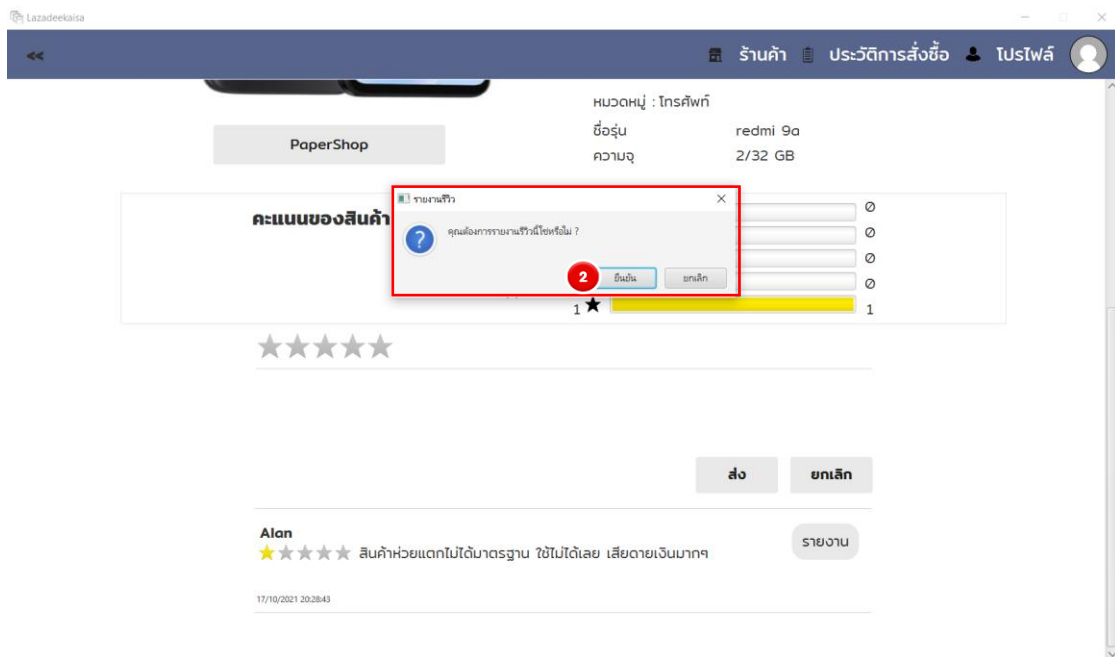 Lazadeekaisa
<< ร้านค้า ประวัติการสั่งซื้อ โปรไฟล์
หมวดหมู่ : โทรศัพท์
ชื่อรุ่น redmi 9a
ความจุ 2/32 GB
PaperShop
คะแนนของสินค้า
0
0
0
0
1 ★ 1
รายงานรีวิว
คุณต้องการรายงานรีวิวนี้ใช่หรือไม่ ?
2 ยืนยัน ยกเลิก
ส่ง ยกเลิก
Alan
สินค้าห่วยแตกไม่ได้มาตรฐาน ใช้ไม่ได้เลย เสียดายเงินมากๆ
รายงาน
17/10/2021 20:28:43